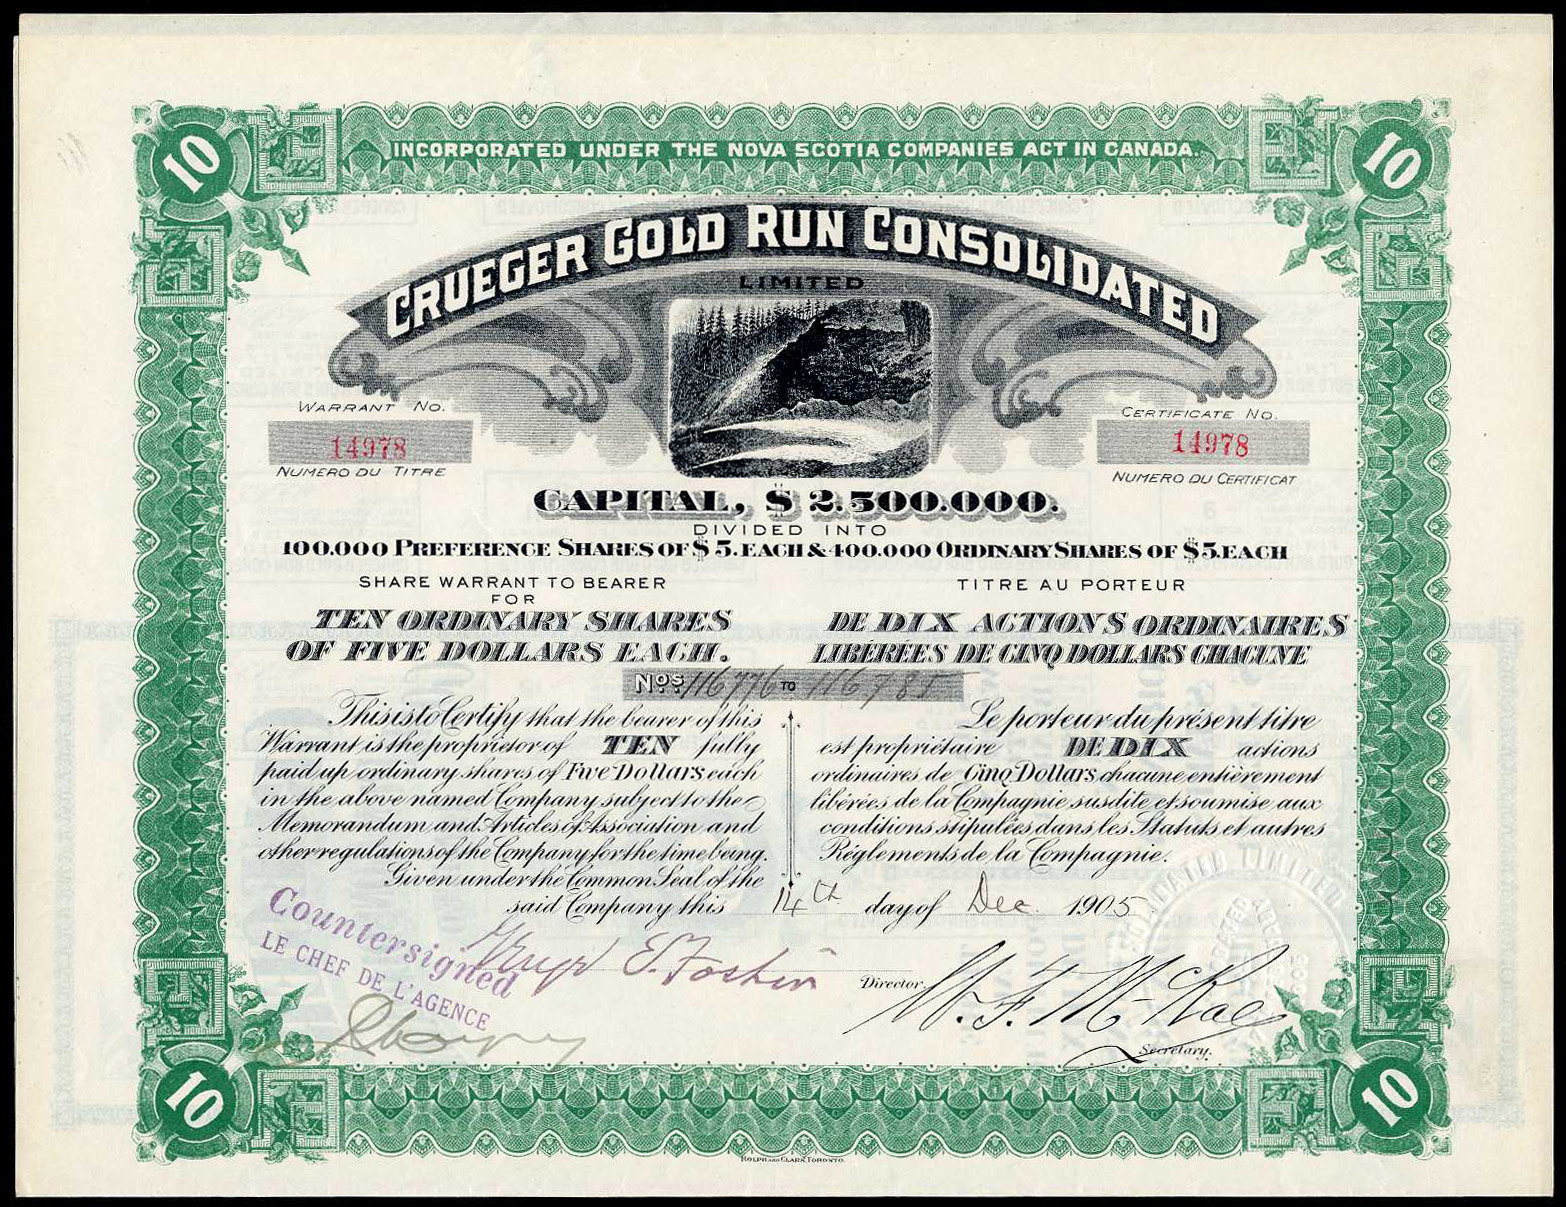 10
10
INCORPORATED UNDER THE NOVA SCOTIA COMPANIES ACT IN CANADA.
CRUEGER GOLD RUN CONSOLIDATED
LIMITED
WARRANT No.
14978
NUMERO DU TITRE
CERTIFICATE No.
14978
NUMERO DU CERTIFICAT
CAPITAL, $2.500.000.
DIVIDED INTO
100.000 PREFERENCE SHARES OF $5. EACH & 400.000 ORDINARY SHARES OF $5. EACH
SHARE WARRANT TO BEARER
FOR
TEN ORDINARY SHARES
OF FIVE DOLLARS EACH.
TITRE AU PORTEUR
DE DIX ACTIONS ORDINAIRES
LIBÉRÉES DE CINQ DOLLARS CHACUNE
Nos. 116776 TO 116785
This is to Certify that the bearer of this
Warrant is the proprietor of TEN fully
paid up ordinary shares of Five Dollars each
in the above named Company subject to the
Memorandum and Articles of Association and
other regulations of the Company for the time being.
Given under the Common Seal of the
said Company this 14th day of Dec. 1905
Le porteur du présent titre
est propriétaire DE DIX actions
ordinaires de Cinq Dollars chacune entièrement
libérées de la Compagnie susdite et soumise aux
conditions stipulées dans les Statuts et autres
Réglements de la Compagnie.
Countersigned
LE CHEF DE L'AGENCE
Director.
W. F. McRae
Secretary.
CONSOLIDATED LIMITED
10
10
ROLPH AND CLARK, TORONTO.